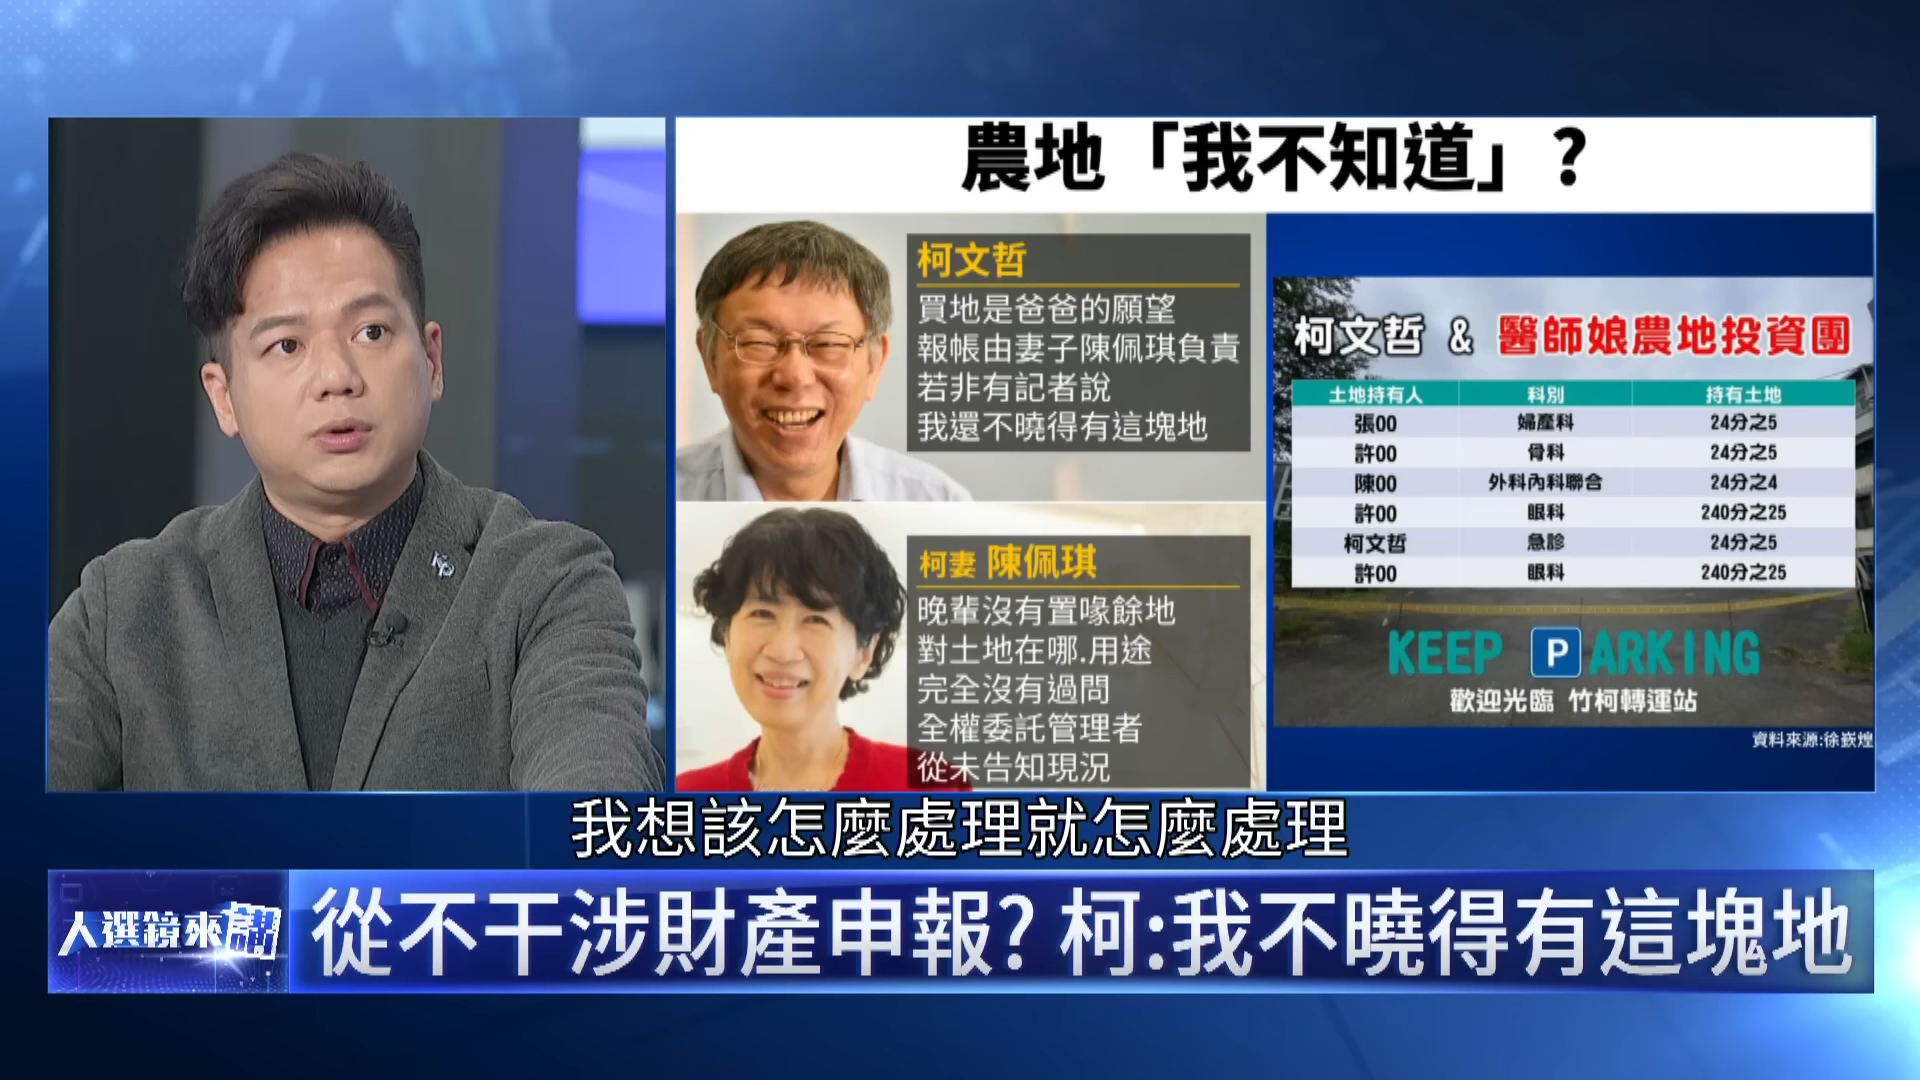 農地「我不知道」?
柯文哲
買地是爸爸的願望
報帳由妻子陳佩琪負責
若非有記者說
我還不曉得有這塊地
柯妻 陳佩琪
晚輩沒有置喙餘地
對土地在哪.用途
完全沒有過問
全權委託管理者
從未告知現況
柯文哲 & 醫師娘農地投資團
土地持有人 科別 持有土地
張00 婦產科 24分之5
許00 骨科 24分之5
陳00 外科內科聯合 24分之4
許00 眼科 240分之25
柯文哲 急診 24分之5
許00 眼科 240分之25
KEEP PARKING
歡迎光臨 竹柯轉運站
資料來源:徐嶔煌
我想該怎麼處理就怎麼處理
人選鏡來講
從不干涉財產申報? 柯:我不曉得有這塊地